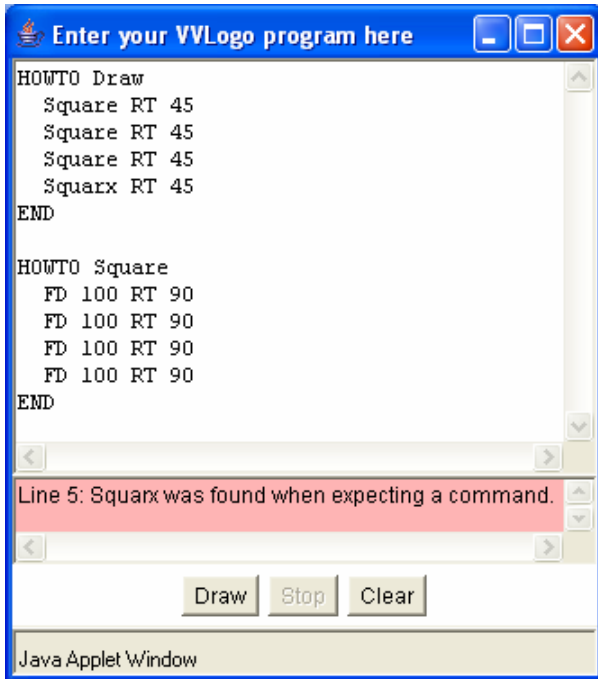 Enter your VVLogo program here
HOWTO Draw
Square RT 45
Square RT 45
Square RT 45
Squarx RT 45
END
HOWTO Square
FD 100 RT 90
FD 100 RT 90
FD 100 RT 90
FD 100 RT 90
END
Line 5: Squarx was found when expecting a command.
Draw Stop Clear
Java Applet Window